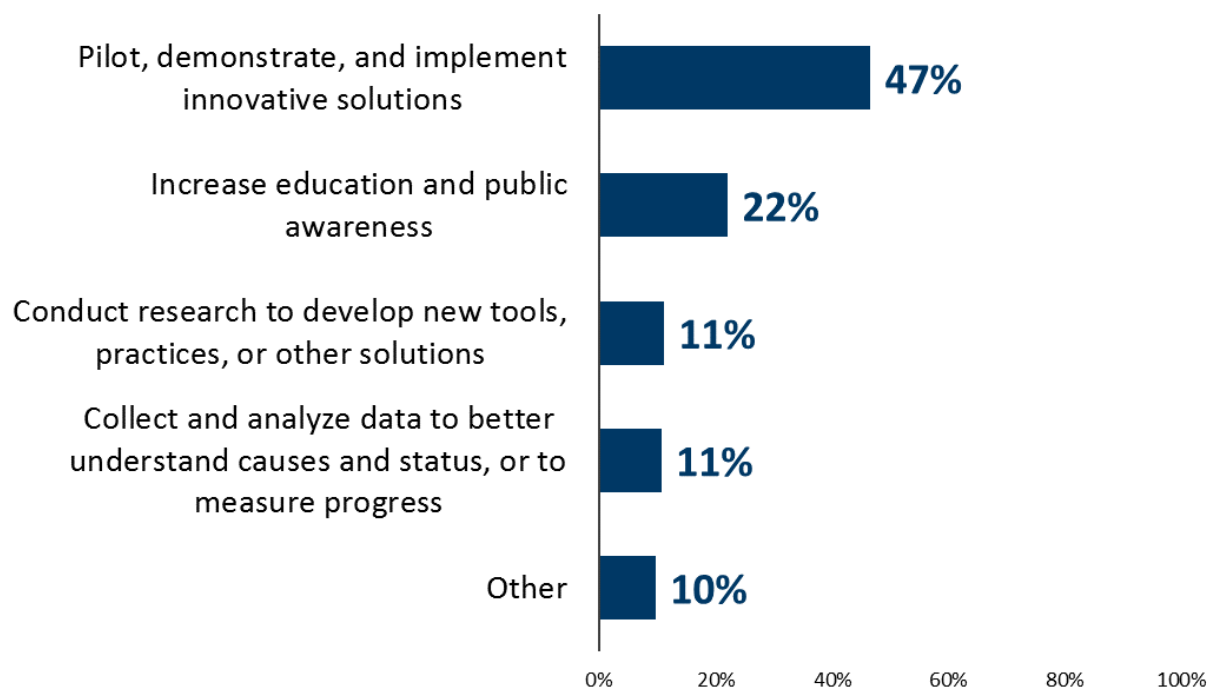 Pilot, demonstrate, and implement
innovative solutions
47%
Increase education and public
awareness
22%
Conduct research to develop new tools,
practices, or other solutions
11%
Collect and analyze data to better
understand causes and status, or to
measure progress
11%
Other
10%
0% 20% 40% 60% 80% 100%